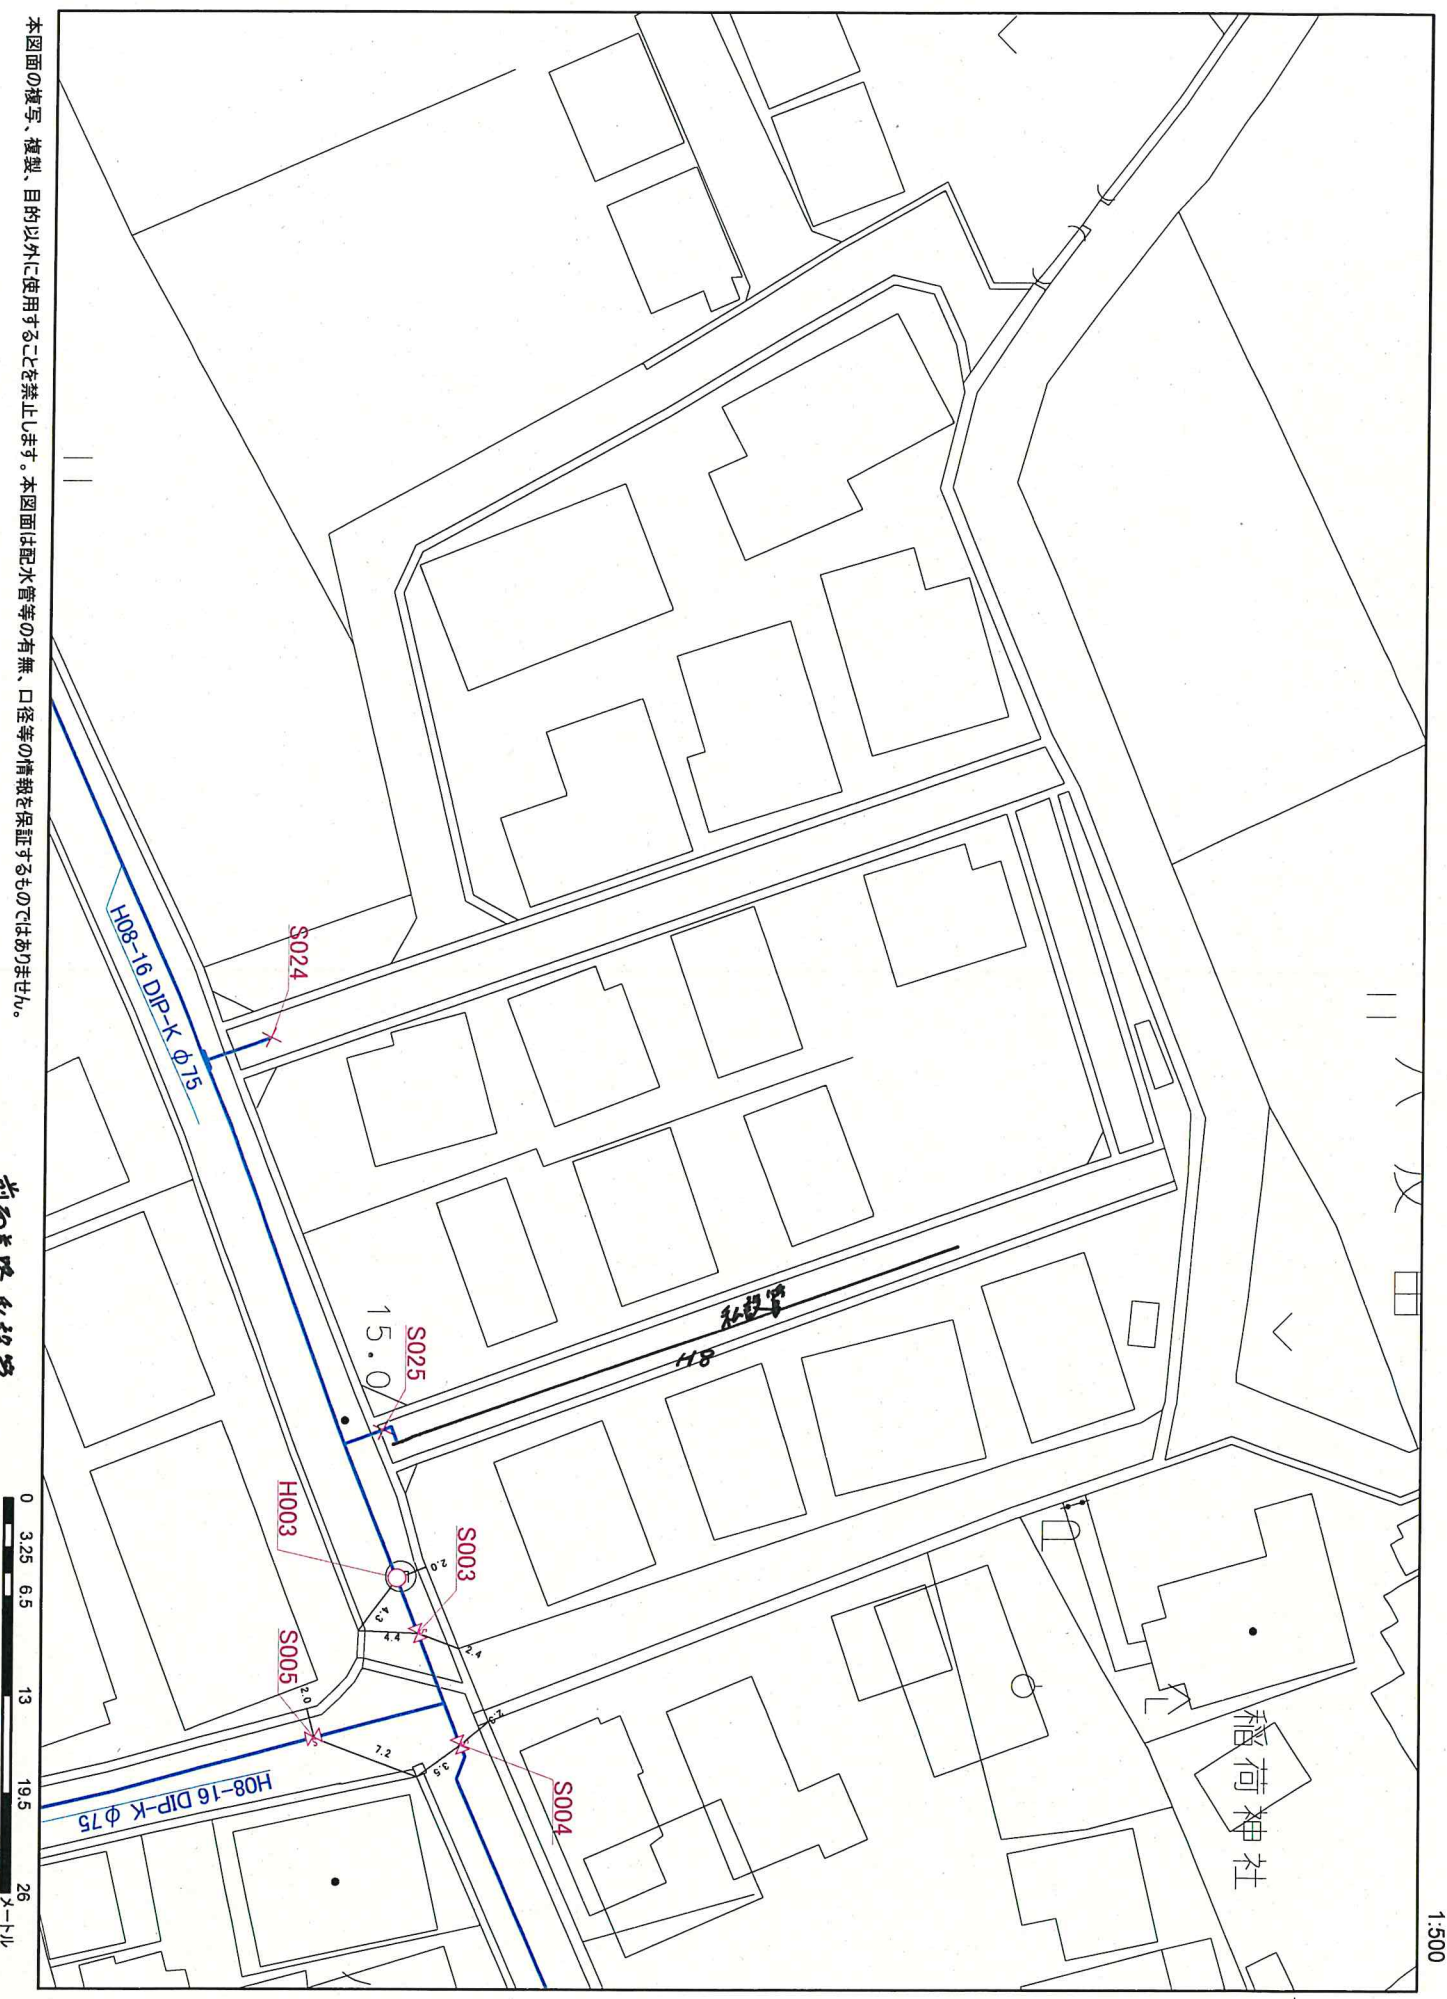 1:500
稲荷神社
S024
H08-16 DIP-K φ75
私設管
H8
15.0
S025
H003
2.0
S003
4.3
4.4
2.4
S005
2.0
7.2
2.3
3.5
S004
H08-16 DIP-K φ75
本図面の複写、複製、目的以外に使用することを禁止します。本図面は配水管等の有無、口径等の情報を保証するものではありません。
0 3.25 6.5 13 19.5 26
メートル